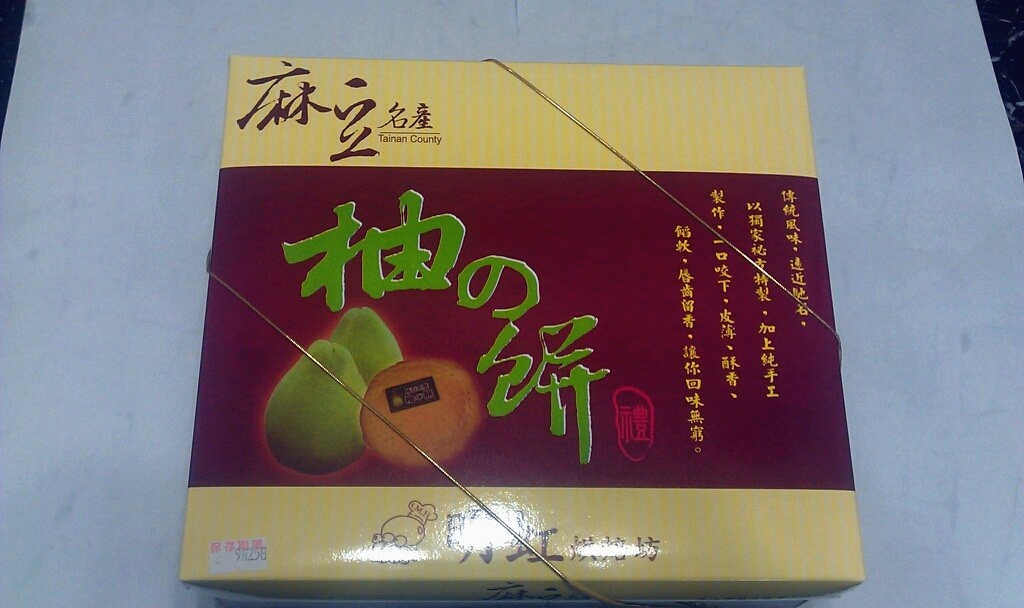 麻豆名產
Tainan County
柚の餅
禮
傳統風味，遠近馳名，
以獨家祕方特製，加上純手工
製作，一口咬下，皮薄、酥香、
餡軟，唇齒留香，讓你回味無窮。
烘焙坊
保存期限
麻豆